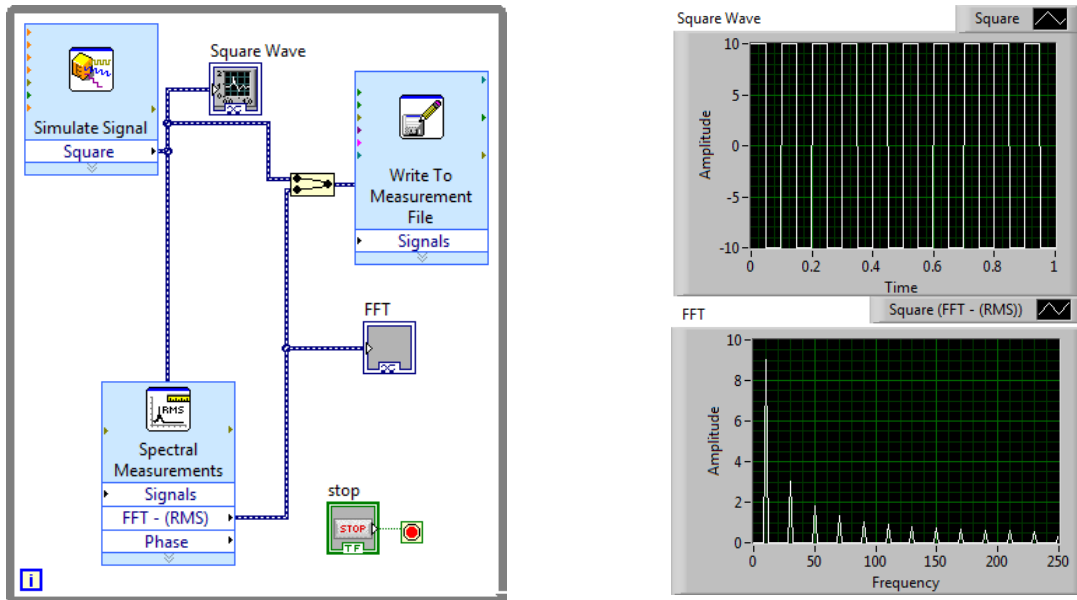 Simulate Signal
Square
Square Wave
Write To
Measurement
File
Signals
FFT
RMS
Spectral
Measurements
Signals
FFT - (RMS)
Phase
stop
STOP
TF
i
Square Wave
Square
10
5
0
-5
-10
Amplitude
0 0.2 0.4 0.6 0.8 1
Time
FFT
Square (FFT - (RMS))
10
8
6
4
2
0
Amplitude
0 50 100 150 200 250
Frequency